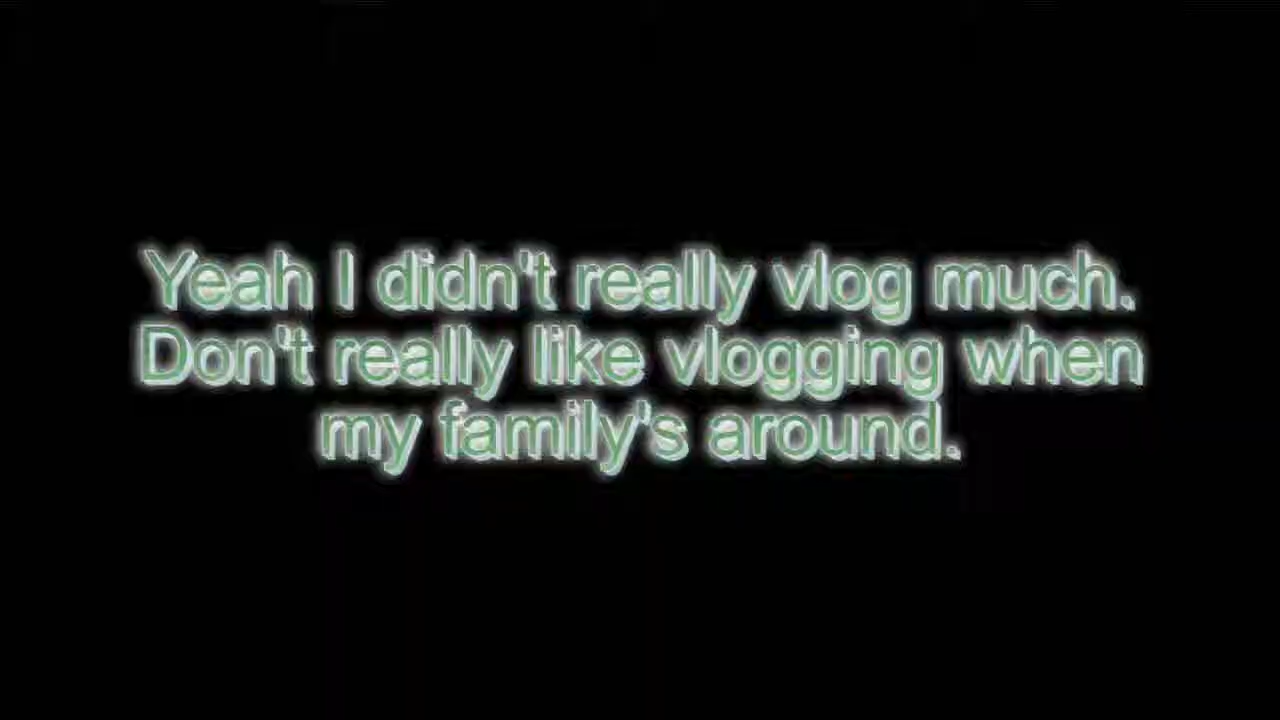 Yeah I didn't really vlog much.
Don't really like vlogging when
my family's around.